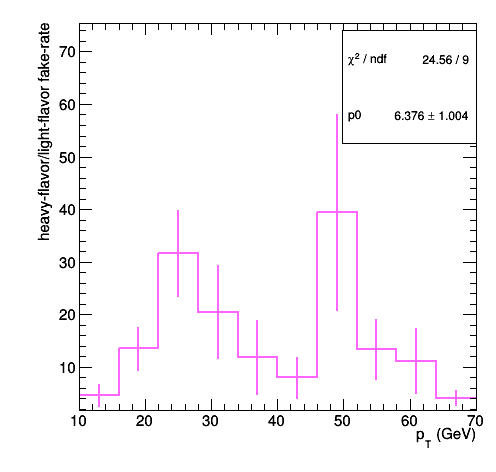 heavy-flavor/light-flavor fake-rate
χ² / ndf 24.56 / 9
p0 6.376 ± 1.004
70
60
50
40
30
20
10
10 20 30 40 50 60 70
p_T (GeV)